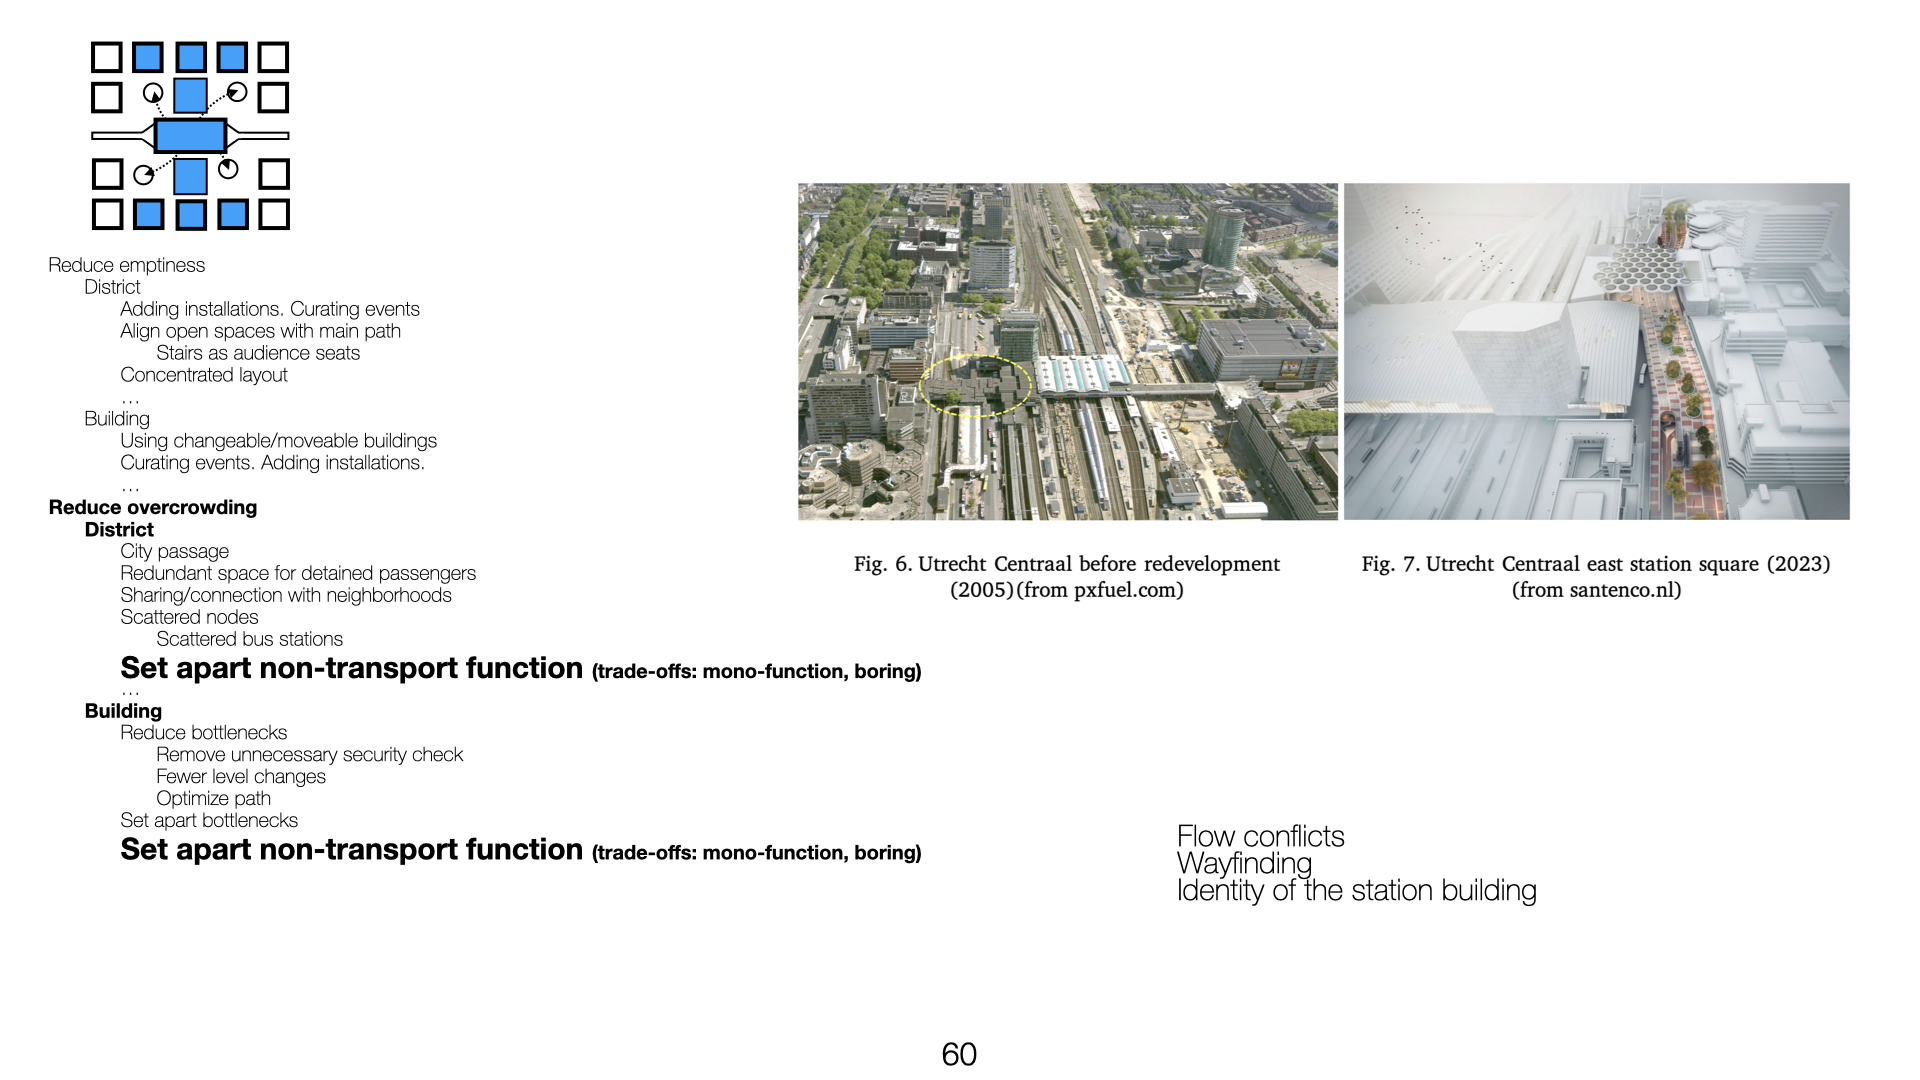 Reduce emptiness
District
Adding installations. Curating events
Align open spaces with main path
Stairs as audience seats
Concentrated layout
…
Building
Using changeable/moveable buildings
Curating events. Adding installations.
…
Reduce overcrowding
District
City passage
Redundant space for detained passengers
Sharing/connection with neighborhoods
Scattered nodes
Scattered bus stations
Set apart non-transport function (trade-offs: mono-function, boring)
…
Building
Reduce bottlenecks
Remove unnecessary security check
Fewer level changes
Optimize path
Set apart bottlenecks
Set apart non-transport function (trade-offs: mono-function, boring)
Fig. 6. Utrecht Centraal before redevelopment
(2005)(from pxfuel.com)
Fig. 7. Utrecht Centraal east station square (2023)
(from santenco.nl)
Flow conflicts
Wayfinding
Identity of the station building
60